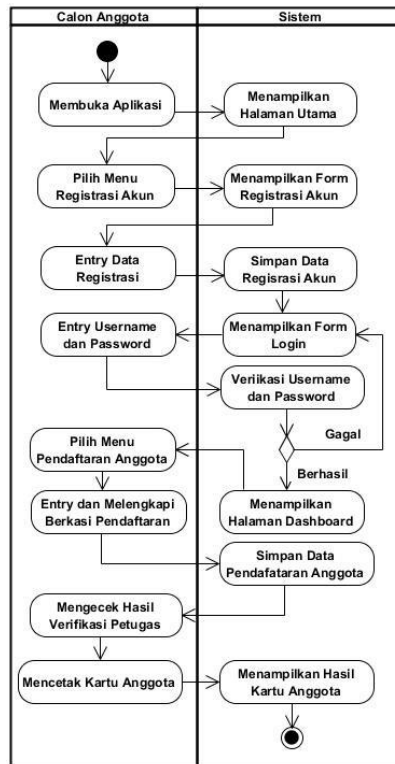 Calon Anggota
Sistem
Membuka Aplikasi
Menampilkan
Halaman Utama
Pilih Menu
Registrasi Akun
Menampilkan Form
Registrasi Akun
Entry Data
Registrasi
Simpan Data
Regisrasi Akun
Entry Username
dan Password
Menampilkan Form
Login
Veriikasi Username
dan Password
Gagal
Berhasil
Pilih Menu
Pendaftaran Anggota
Entry dan Melengkapi
Berkasi Pendaftaran
Menampilkan
Halaman Dashboard
Simpan Data
Pendafataran Anggota
Mengecek Hasil
Verifikasi Petugas
Mencetak Kartu Anggota
Menampilkan Hasil
Kartu Anggota